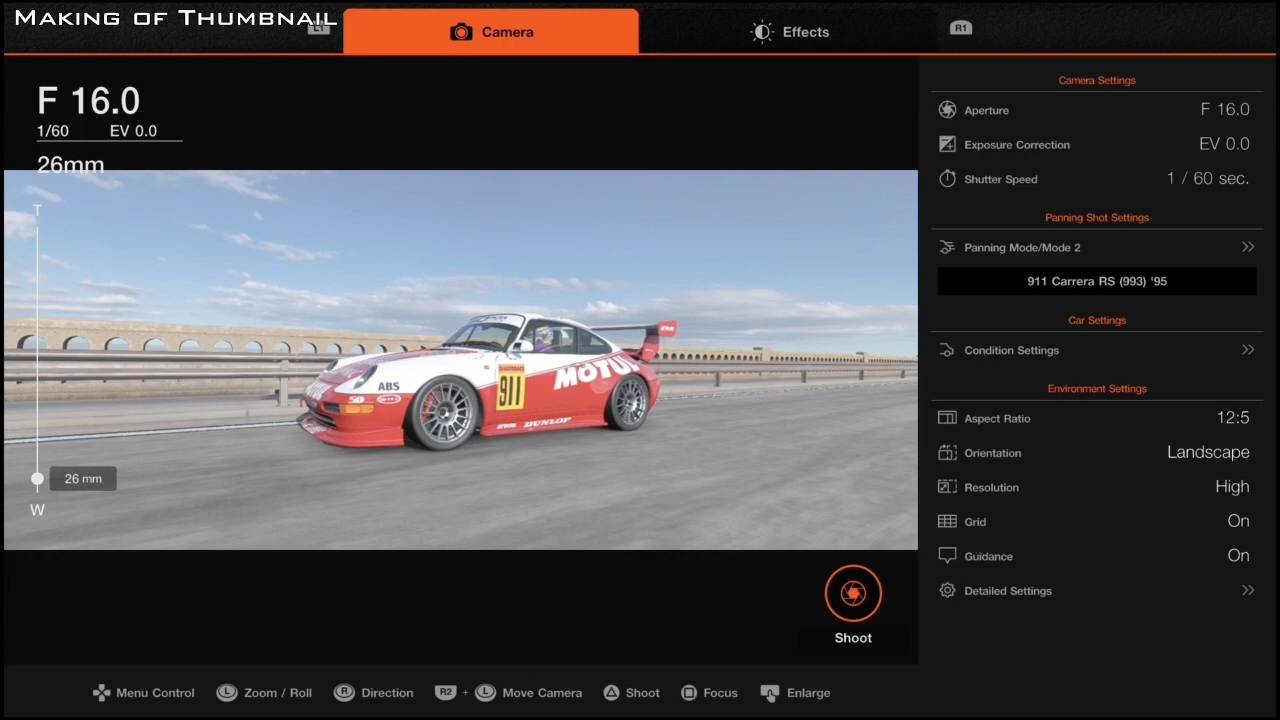 Making of Thumbnail
L1
Camera
Effects
R1
F 16.0
1/60 EV 0.0
26mm
T
26 mm
W
ABS
911
MOTUL
DUNLOP
Shoot
Camera Settings
Aperture F 16.0
Exposure Correction EV 0.0
Shutter Speed 1 / 60 sec.
Panning Shot Settings
Panning Mode/Mode 2
911 Carrera RS (993) '95
Car Settings
Condition Settings
Environment Settings
Aspect Ratio 12:5
Orientation Landscape
Resolution High
Grid On
Guidance On
Detailed Settings
Menu Control L Zoom / Roll R Direction R2 + L Move Camera Shoot Focus Enlarge